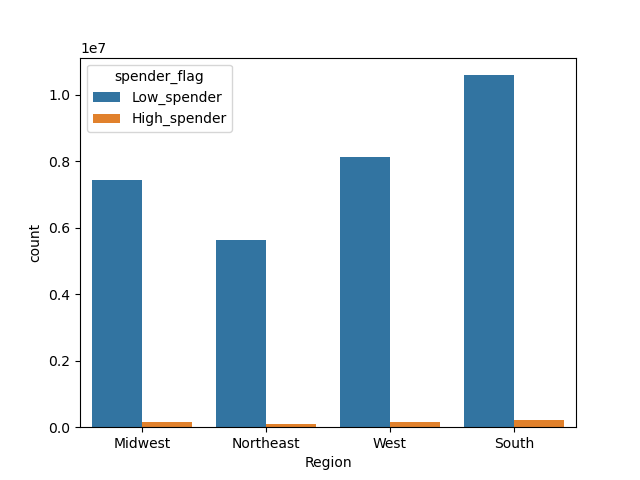 1e7
spender_flag
Low_spender
High_spender
1.0
0.8
0.6
0.4
0.2
0.0
count
Midwest Northeast West South
Region